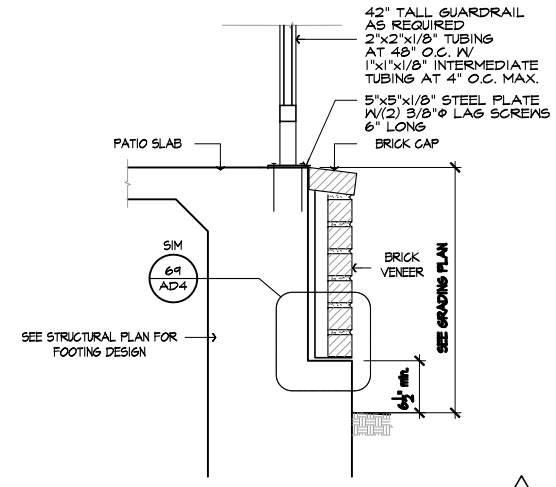 42" TALL GUARDRAIL
AS REQUIRED
2"x2"x1/8" TUBING
AT 48" O.C. W/
1"x1"x1/8" INTERMEDIATE
TUBING AT 4" O.C. MAX.
5"x5"x1/8" STEEL PLATE
W/(2) 3/8"Φ LAG SCREWS
6" LONG
PATIO SLAB
BRICK CAP
SIM
69
AD4
BRICK
VENEER
SEE GRADING PLAN
SEE STRUCTURAL PLAN FOR
FOOTING DESIGN
6 1/2" min.